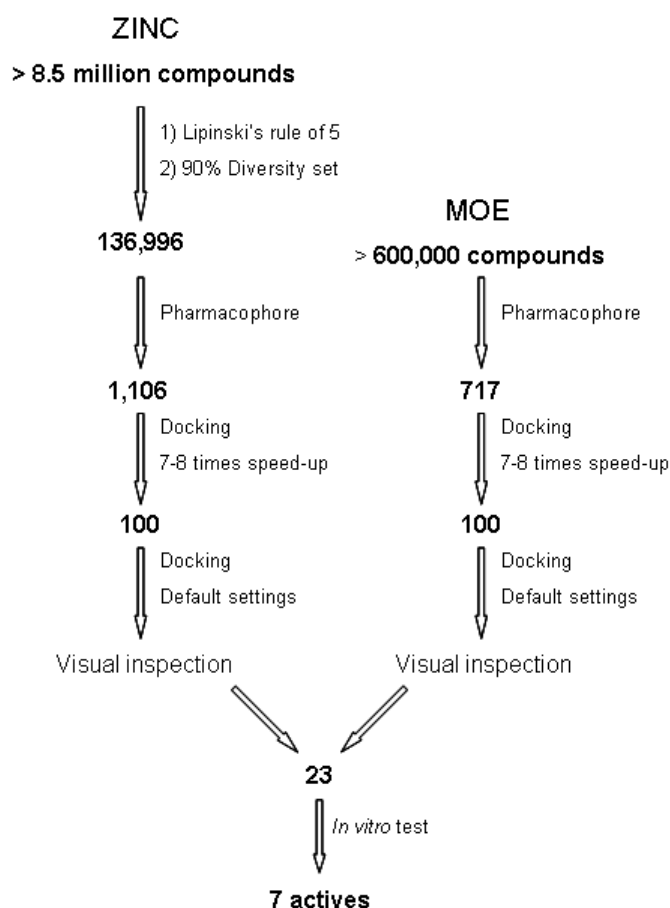 ZINC
> 8.5 million compounds
1) Lipinski's rule of 5
2) 90% Diversity set
136,996
Pharmacophore
1,106
Docking
7-8 times speed-up
100
Docking
Default settings
Visual inspection
MOE
> 600,000 compounds
Pharmacophore
717
Docking
7-8 times speed-up
100
Docking
Default settings
Visual inspection
23
In vitro test
7 actives